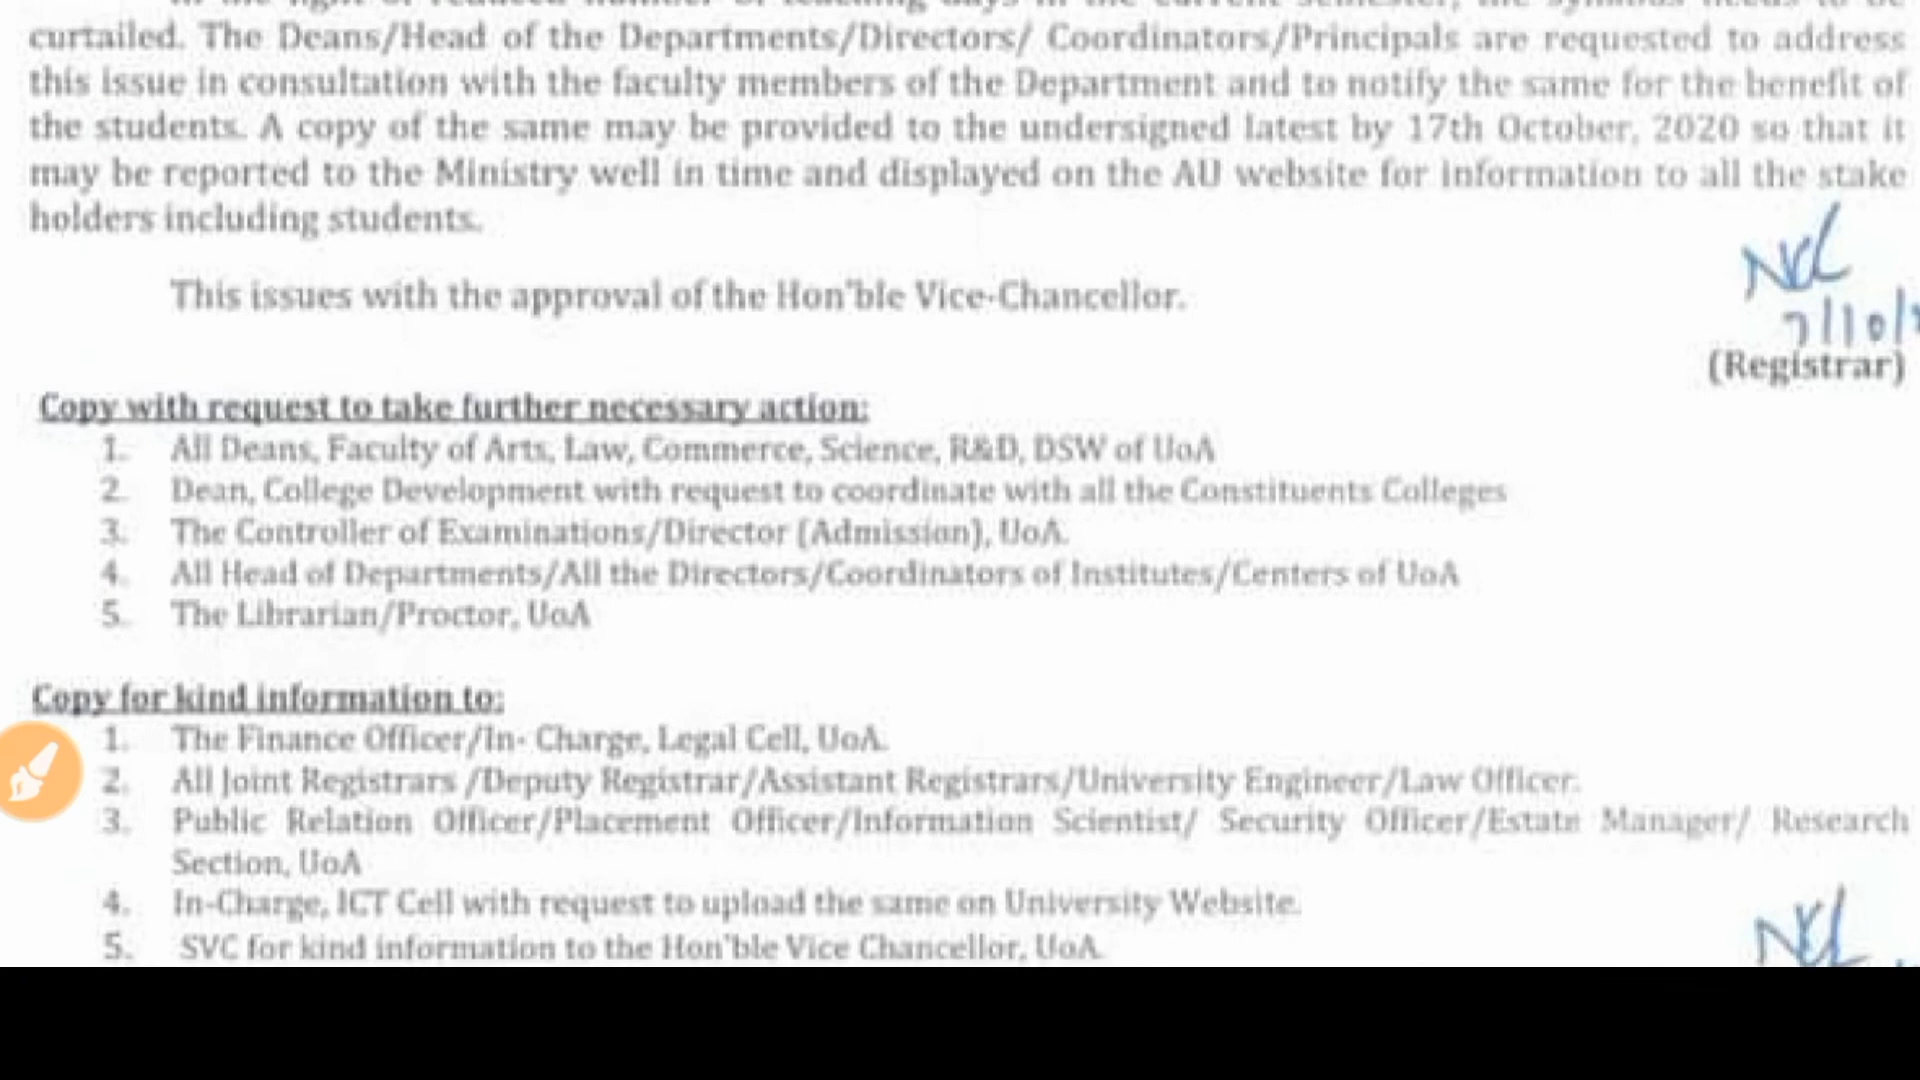 curtailed. The Deans/Head of the Departments/Directors/ Coordinators/Principals are requested to address
this issue in consultation with the faculty members of the Department and to notify the same for the benefit of
the students. A copy of the same may be provided to the undersigned latest by 17th October, 2020 so that it
may be reported to the Ministry well in time and displayed on the AU website for information to all the stake
holders including students.
This issues with the approval of the Hon'ble Vice-Chancellor.
7/10/
(Registrar)
Copy with request to take further necessary action:
1. All Deans, Faculty of Arts, Law, Commerce, Science, R&D, DSW of UoA
2. Dean, College Development with request to coordinate with all the Constituents Colleges
3. The Controller of Examinations/Director (Admission), UoA.
4. All Head of Departments/All the Directors/Coordinators of Institutes/Centers of UoA
5. The Librarian/Proctor, UoA
Copy for kind information to:
1. The Finance Officer/In- Charge, Legal Cell, UoA.
2. All Joint Registrars /Deputy Registrar/Assistant Registrars/University Engineer/Law Officer.
3. Public Relation Officer/Placement Officer/Information Scientist/ Security Officer/Estate Manager/ Research
Section, UoA
4. In-Charge, ICT Cell with request to upload the same on University Website.
5. SVC for kind information to the Hon'ble Vice Chancellor, UoA